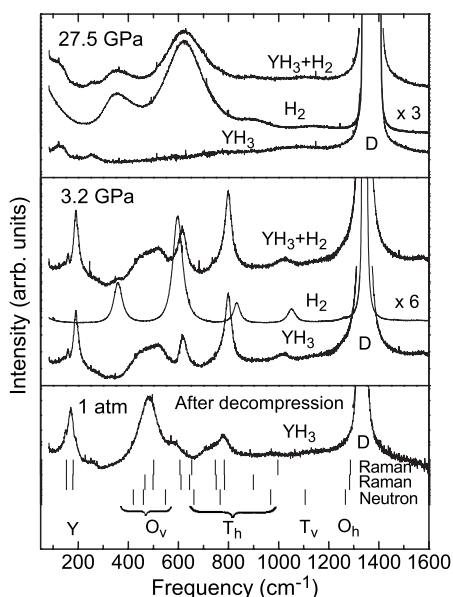 27.5 GPa
YH3+H2
H2
x 3
YH3
D
3.2 GPa
YH3+H2
H2
x 6
YH3
D
1 atm
After decompression
YH3
D
Raman
Raman
Neutron
Y
Ov
Th
Tv
Oh
200 400 600 800 1000 1200 1400 1600
Frequency (cm-1)
Intensity (arrb. units)